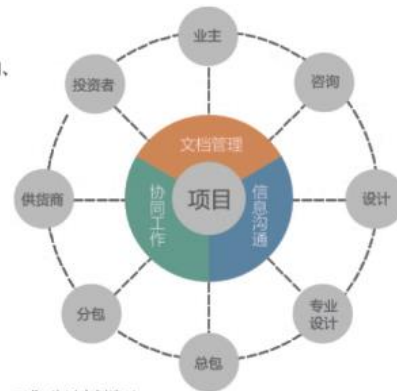 业主
投资者
咨询
文档管理
供货商
协同工作
项目
信息沟通
设计
分包
专业
设计
总包